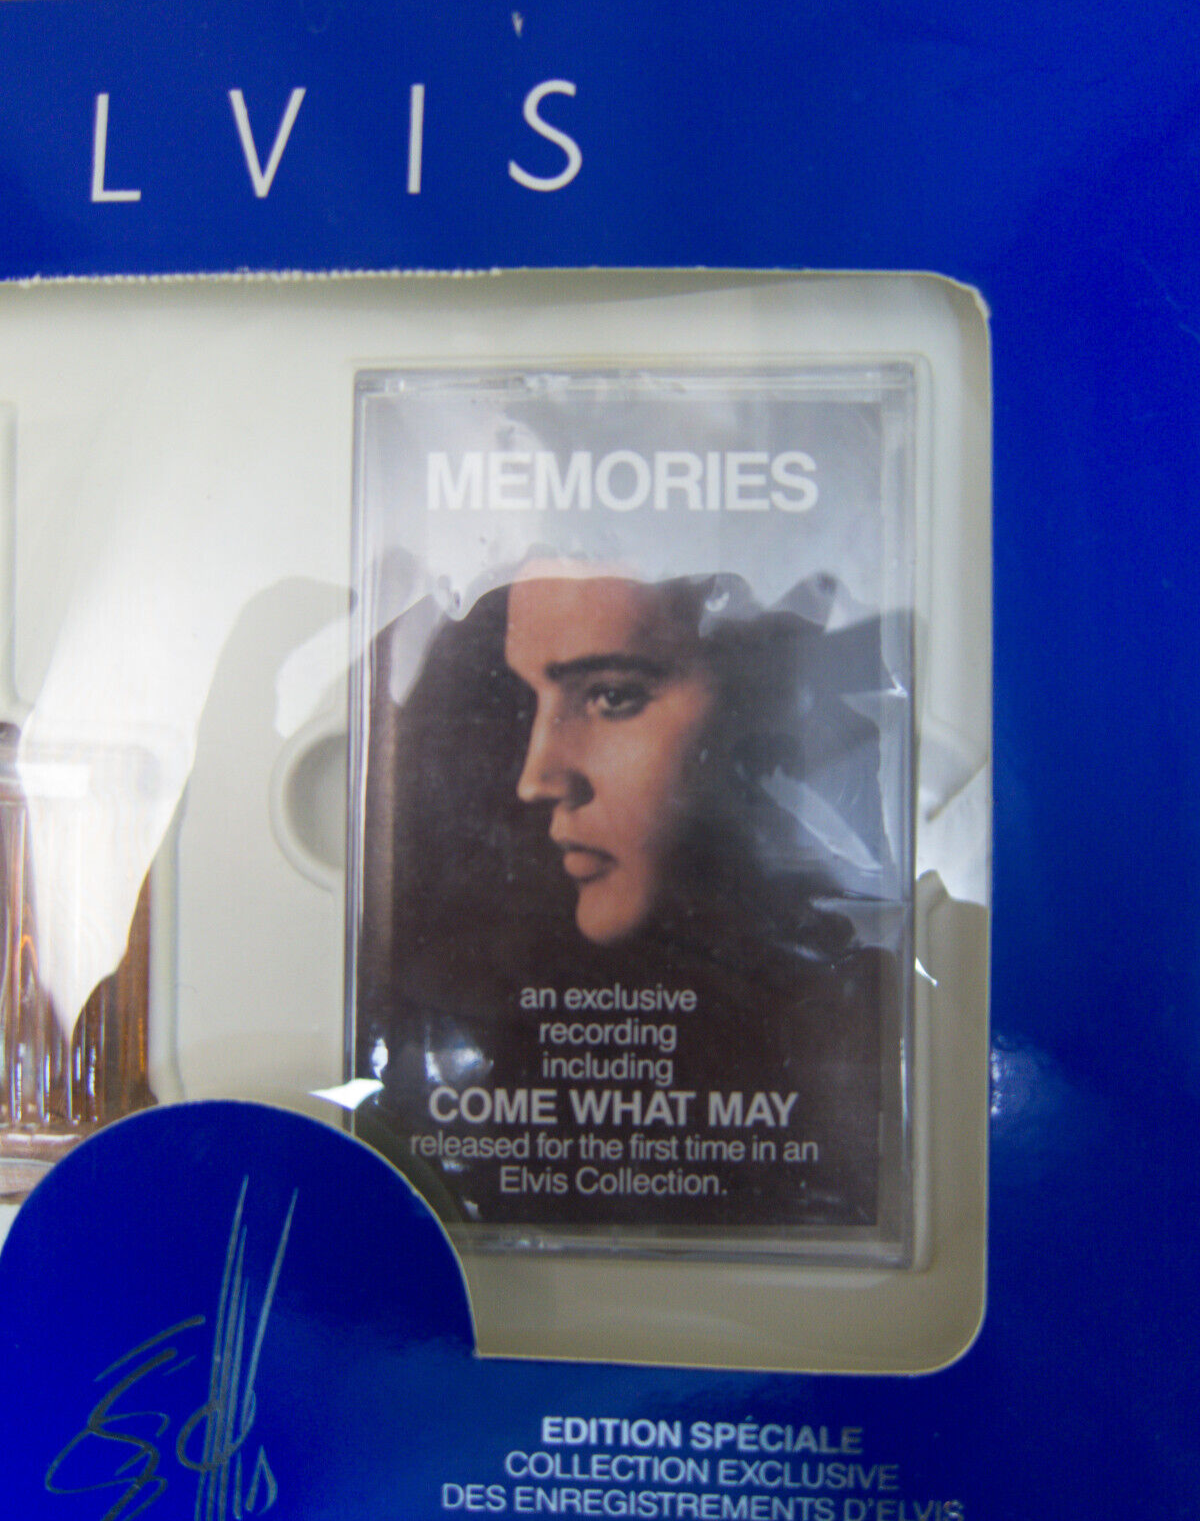 LVIS
MEMORIES
an exclusive
recording
including
COME WHAT MAY
released for the first time in an
Elvis Collection.
EDITION SPÉCIALE
COLLECTION EXCLUSIVE
DES ENREGISTREMENTS D'ELVIS